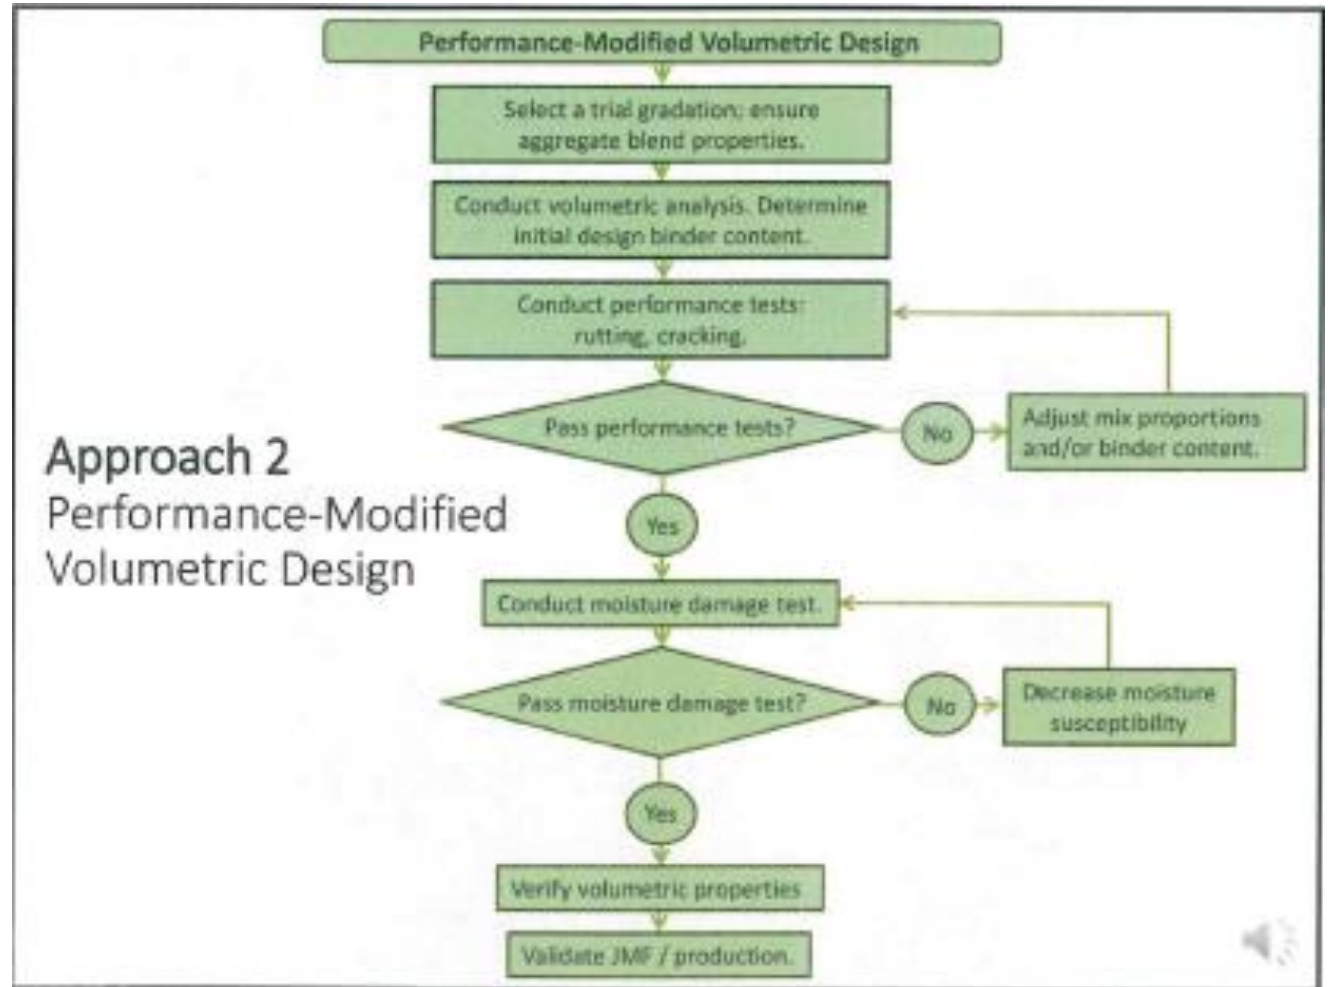 Performance-Modified Volumetric Design
Select a trial gradation; ensure
aggregate blend properties.
Conduct volumetric analysis. Determine
initial design binder content.
Conduct performance tests:
rutting, cracking.
Pass performance tests?
No
Adjust mix proportions
and/or binder content.
Approach 2
Performance-Modified
Volumetric Design
Yes
Conduct moisture damage test.
Pass moisture damage test?
No
Decrease moisture
susceptibility
Yes
Verify volumetric properties
Validate JMF / production.